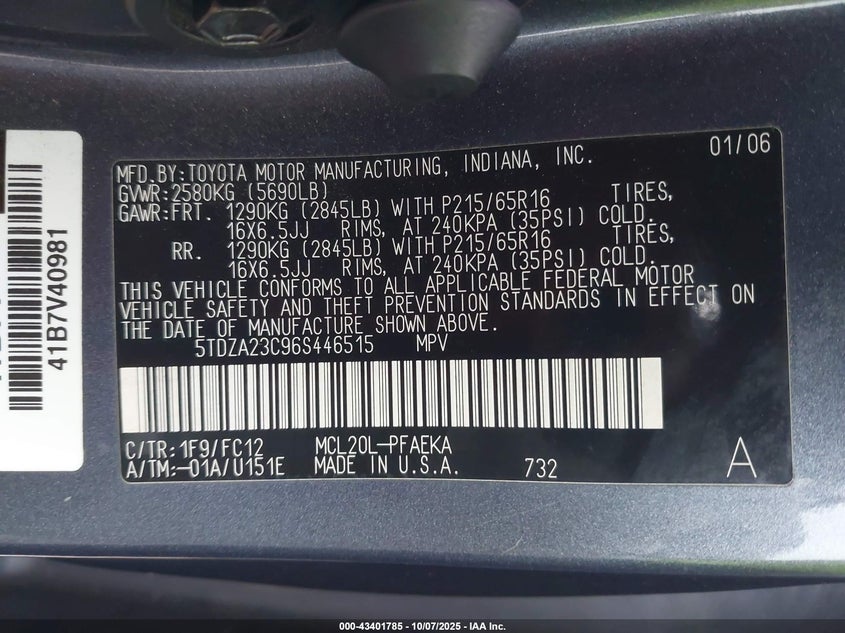 MFD.BY:TOYOTA MOTOR MANUFACTURING, INDIANA, INC. 01/06
GVWR:2580KG (5690LB)
GAWR:FRT. 1290KG (2845LB) WITH P215/65R16 TIRES,
16X6.5JJ RIMS, AT 240KPA (35PSI) COLD.
RR. 1290KG (2845LB) WITH P215/65R16 TIRES,
16X6.5JJ RIMS, AT 240KPA (35PSI) COLD.
THIS VEHICLE CONFORMS TO ALL APPLICABLE FEDERAL MOTOR
VEHICLE SAFETY AND THEFT PREVENTION STANDARDS IN EFFECT ON
THE DATE OF MANUFACTURE SHOWN ABOVE.
5TDZA23C96S446515 MPV
C/TR:1F9/FC12 MCL20L-PFAEKA
A/TM:-01A/U151E MADE IN U.S.A. 732 A
41B7V40981
000-43401785 - 10/07/2025 - IAA Inc.